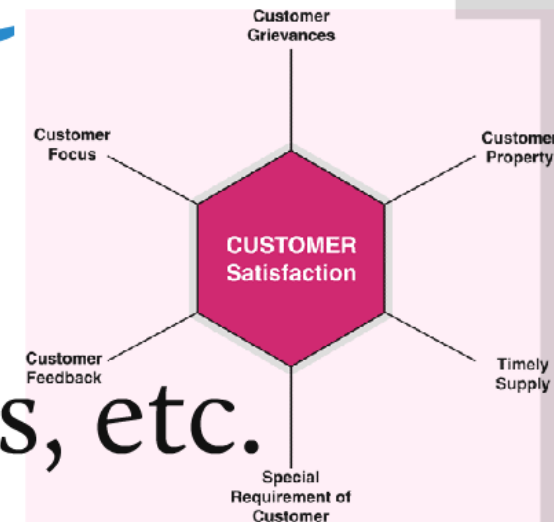 Customer
Grievances
Customer
Focus
Customer
Property
CUSTOMER
Satisfaction
Customer
Feedback
Timely
Supply
s, etc.
Special
Requirement of
Customer